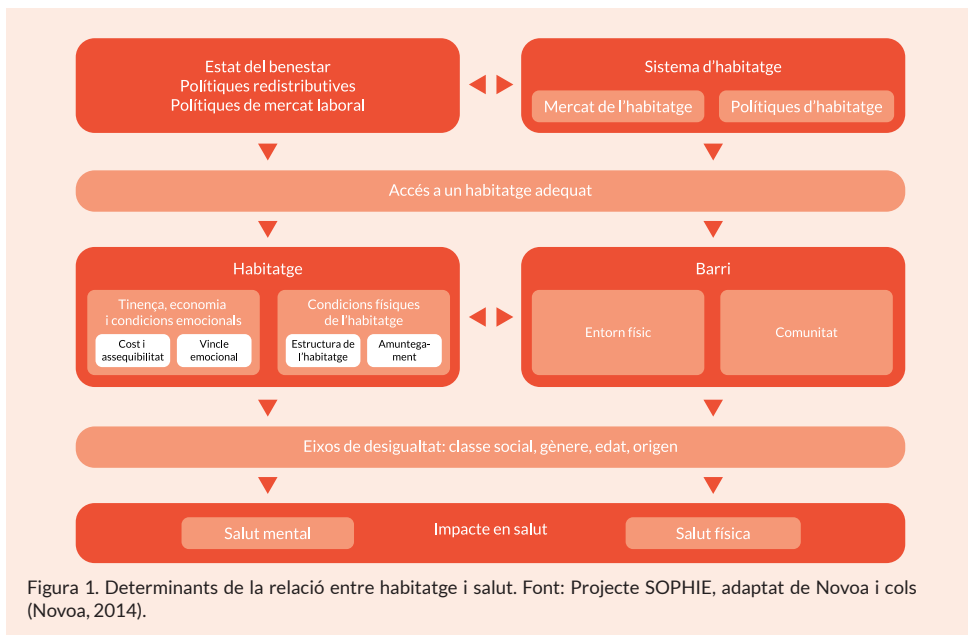 Estat del benestar
Polítiques redistributives
Polítiques de mercat laboral
Sistema d'habitatge
Mercat de l'habitatge
Polítiques d'habitatge
Accés a un habitatge adequat
Habitatge
Tinença, economia
i condicions emocionals
Cost i
assequibilitat
Vincle
emocional
Condicions físiques
de l'habitatge
Estructura de
l'habitatge
Amuntega-
ment
Barri
Entorn físic
Comunitat
Eixos de desigualtat: classe social, gènere, edat, origen
Salut mental
Impacte en salut
Salut física
Figura 1. Determinants de la relació entre habitatge i salut. Font: Projecte SOPHIE, adaptat de Novoa i cols
(Novoa, 2014).